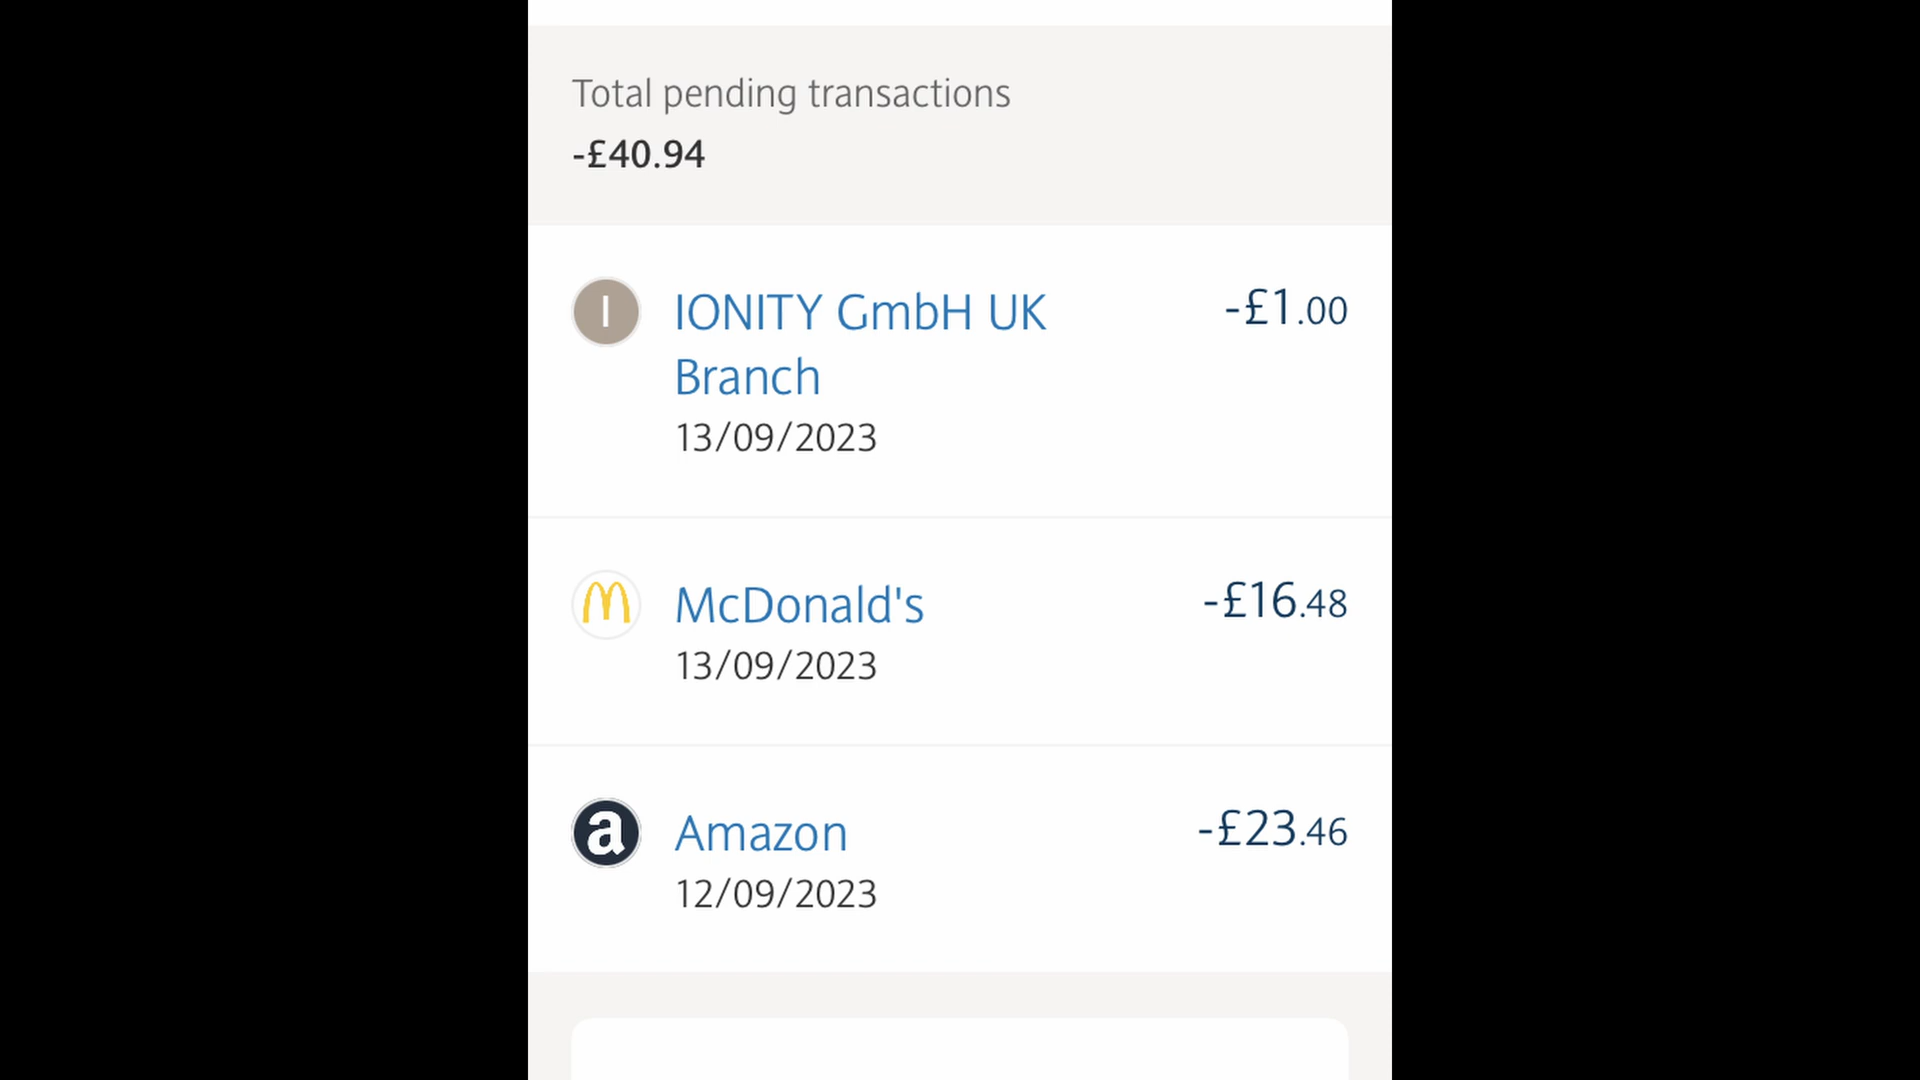 Total pending transactions
-£40.94
I IONITY GmbH UK -£1.00
Branch
13/09/2023
McDonald's -£16.48
13/09/2023
a Amazon -£23.46
12/09/2023